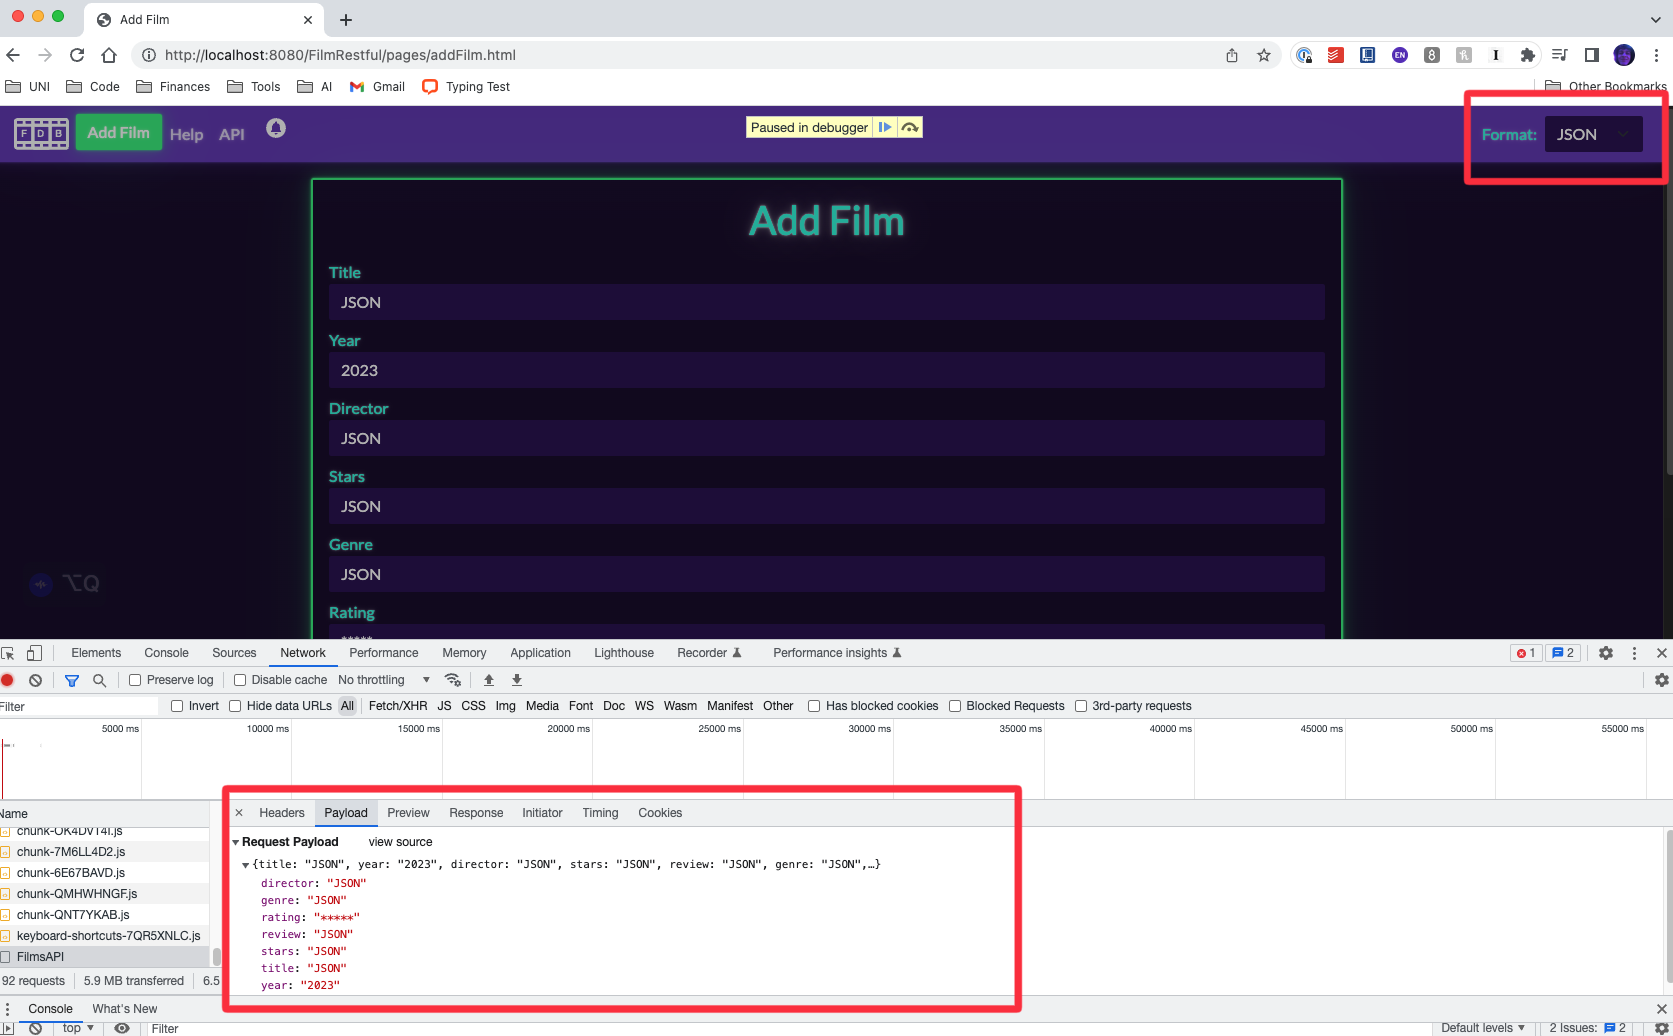 Add Film
http://localhost:8080/FilmRestful/pages/addFilm.html
UNI Code Finances Tools AI Gmail Typing Test Other Bookmarks
FDB Add Film Help API Paused in debugger Format: JSON
Add Film
Title
JSON
Year
2023
Director
JSON
Stars
JSON
Genre
JSON
⌥Q
Rating
*****
Elements Console Sources Network Performance Memory Application Lighthouse Recorder Performance insights 1 2
Preserve log Disable cache No throttling
Filter Invert Hide data URLs All Fetch/XHR JS CSS Img Media Font Doc WS Wasm Manifest Other Has blocked cookies Blocked Requests 3rd-party requests
5000 ms 10000 ms 15000 ms 20000 ms 25000 ms 30000 ms 35000 ms 40000 ms 45000 ms 50000 ms 55000 ms
Name
chunk-OK4DVT4I.js
chunk-7M6LL4D2.js
chunk-6E67BAVD.js
chunk-QMHWHNGF.js
chunk-QNT7YKAB.js
keyboard-shortcuts-7QR5XNLC.js
FilmsAPI
92 requests 5.9 MB transferred 6.5
Headers Payload Preview Response Initiator Timing Cookies
Request Payload view source
{title: "JSON", year: "2023", director: "JSON", stars: "JSON", review: "JSON", genre: "JSON",…}
director: "JSON"
genre: "JSON"
rating: "*****"
review: "JSON"
stars: "JSON"
title: "JSON"
year: "2023"
Console What's New
top Filter Default levels 2 Issues: 2